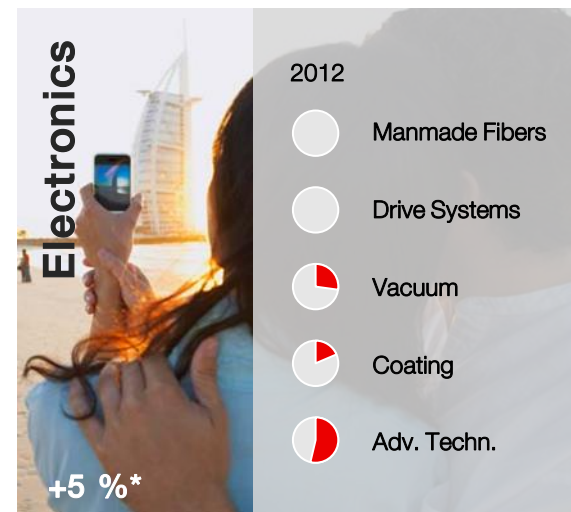 Electronics
+5 %*
2012
Manmade Fibers
Drive Systems
Vacuum
Coating
Adv. Techn.